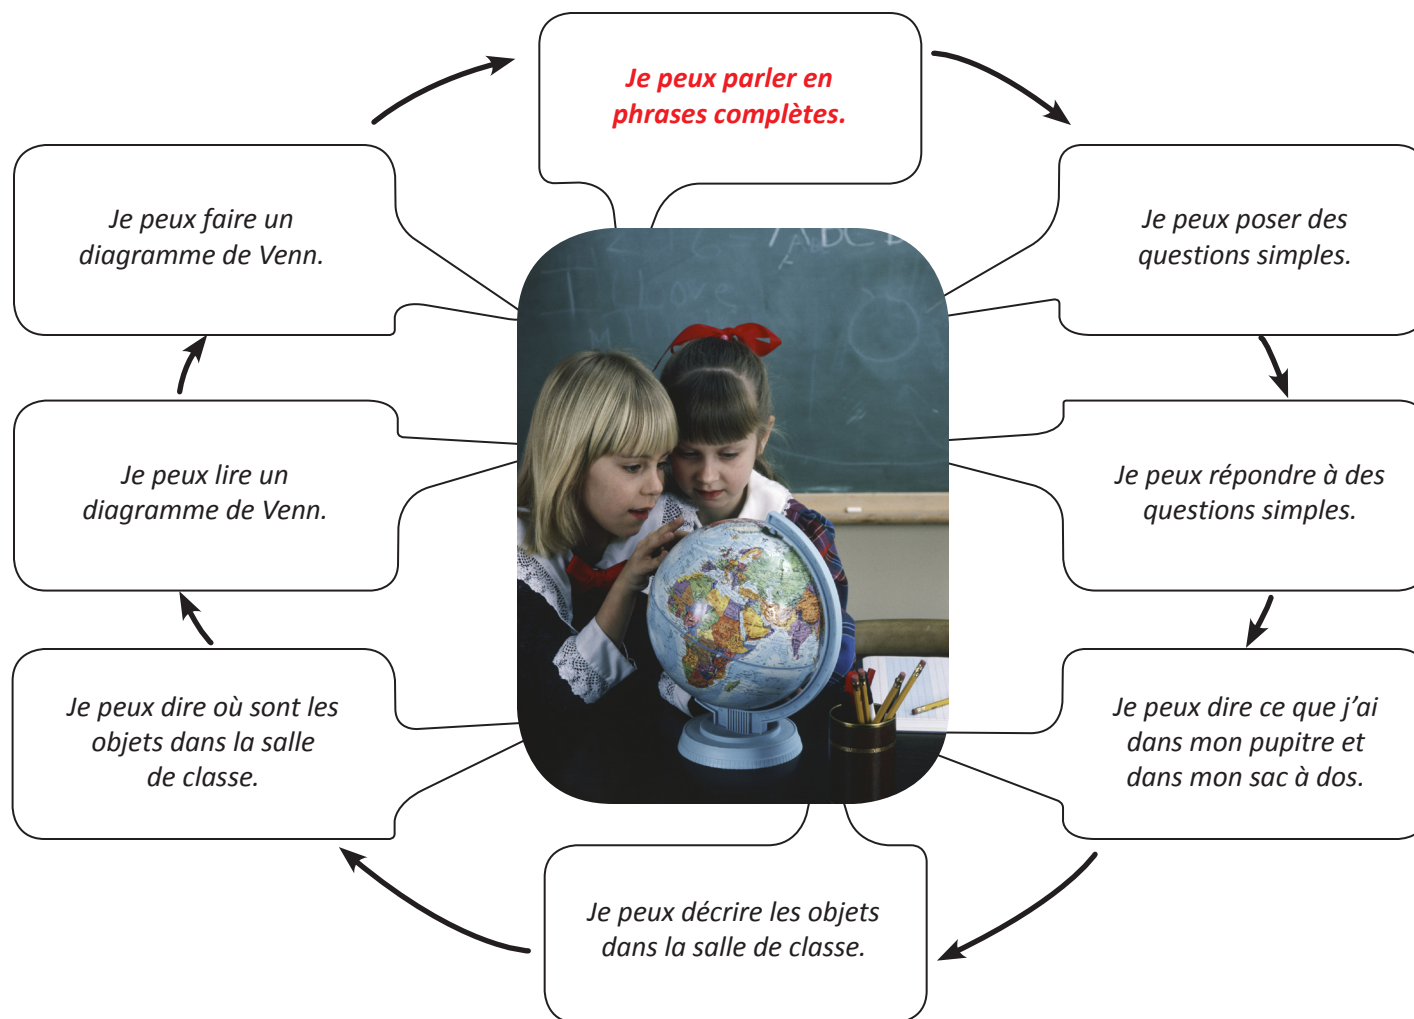 Je peux parler en
phrases complètes.
Je peux poser des
questions simples.
Je peux répondre à des
questions simples.
Je peux dire ce que j’ai
dans mon pupitre et
dans mon sac à dos.
Je peux décrire les objets
dans la salle de classe.
Je peux dire où sont les
objets dans la salle
de classe.
Je peux lire un
diagramme de Venn.
Je peux faire un
diagramme de Venn.
ABCD
Love